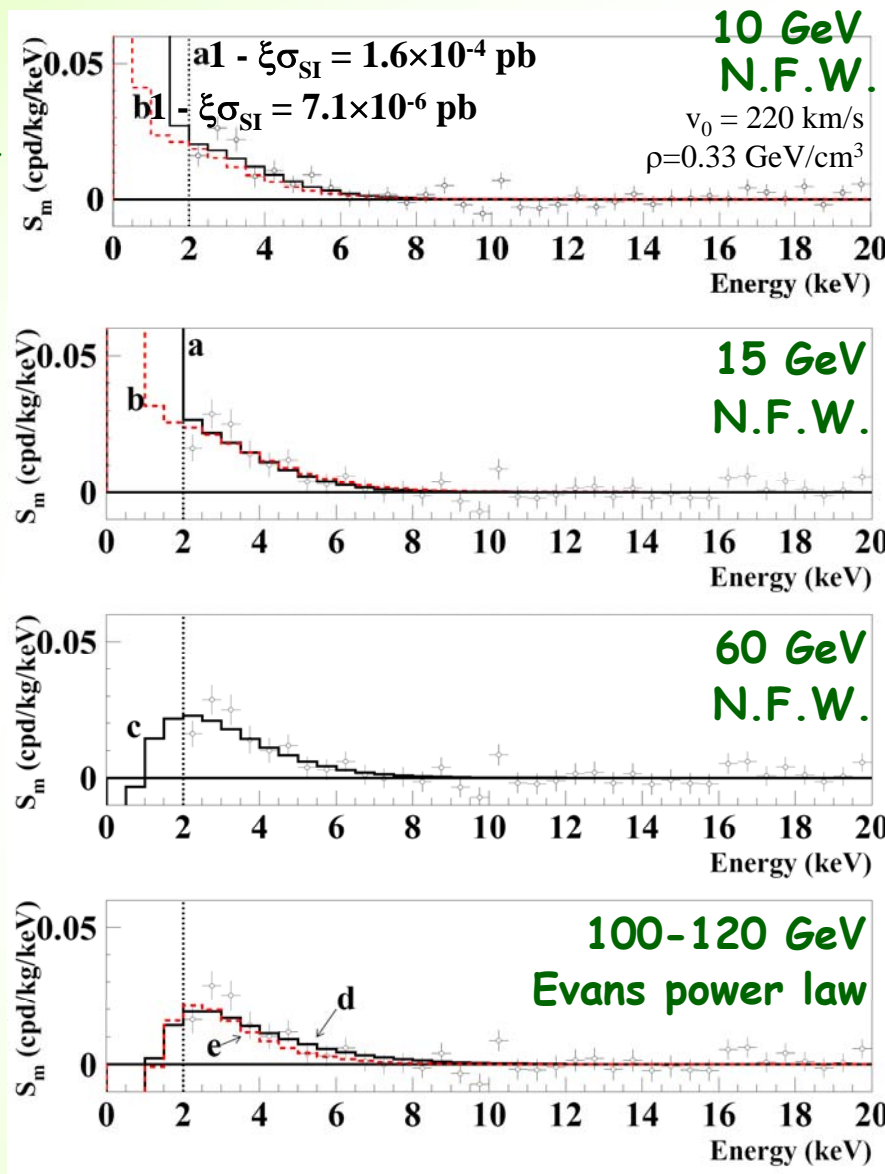 10 GeV
N.F.W.
a1 - ξσSI = 1.6×10-4 pb
b1 - ξσSI = 7.1×10-6 pb
v0 = 220 km/s
ρ=0.33 GeV/cm3
Sm (cpd/kg/keV)
0.05
0
0 2 4 6 8 10 12 14 16 18 20
Energy (keV)
15 GeV
N.F.W.
a
b
Sm (cpd/kg/keV)
0.05
0
0 2 4 6 8 10 12 14 16 18 20
Energy (keV)
60 GeV
N.F.W.
c
Sm (cpd/kg/keV)
0.05
0
0 2 4 6 8 10 12 14 16 18 20
Energy (keV)
100-120 GeV
Evans power law
d
e
Sm (cpd/kg/keV)
0.05
0
0 2 4 6 8 10 12 14 16 18 20
Energy (keV)